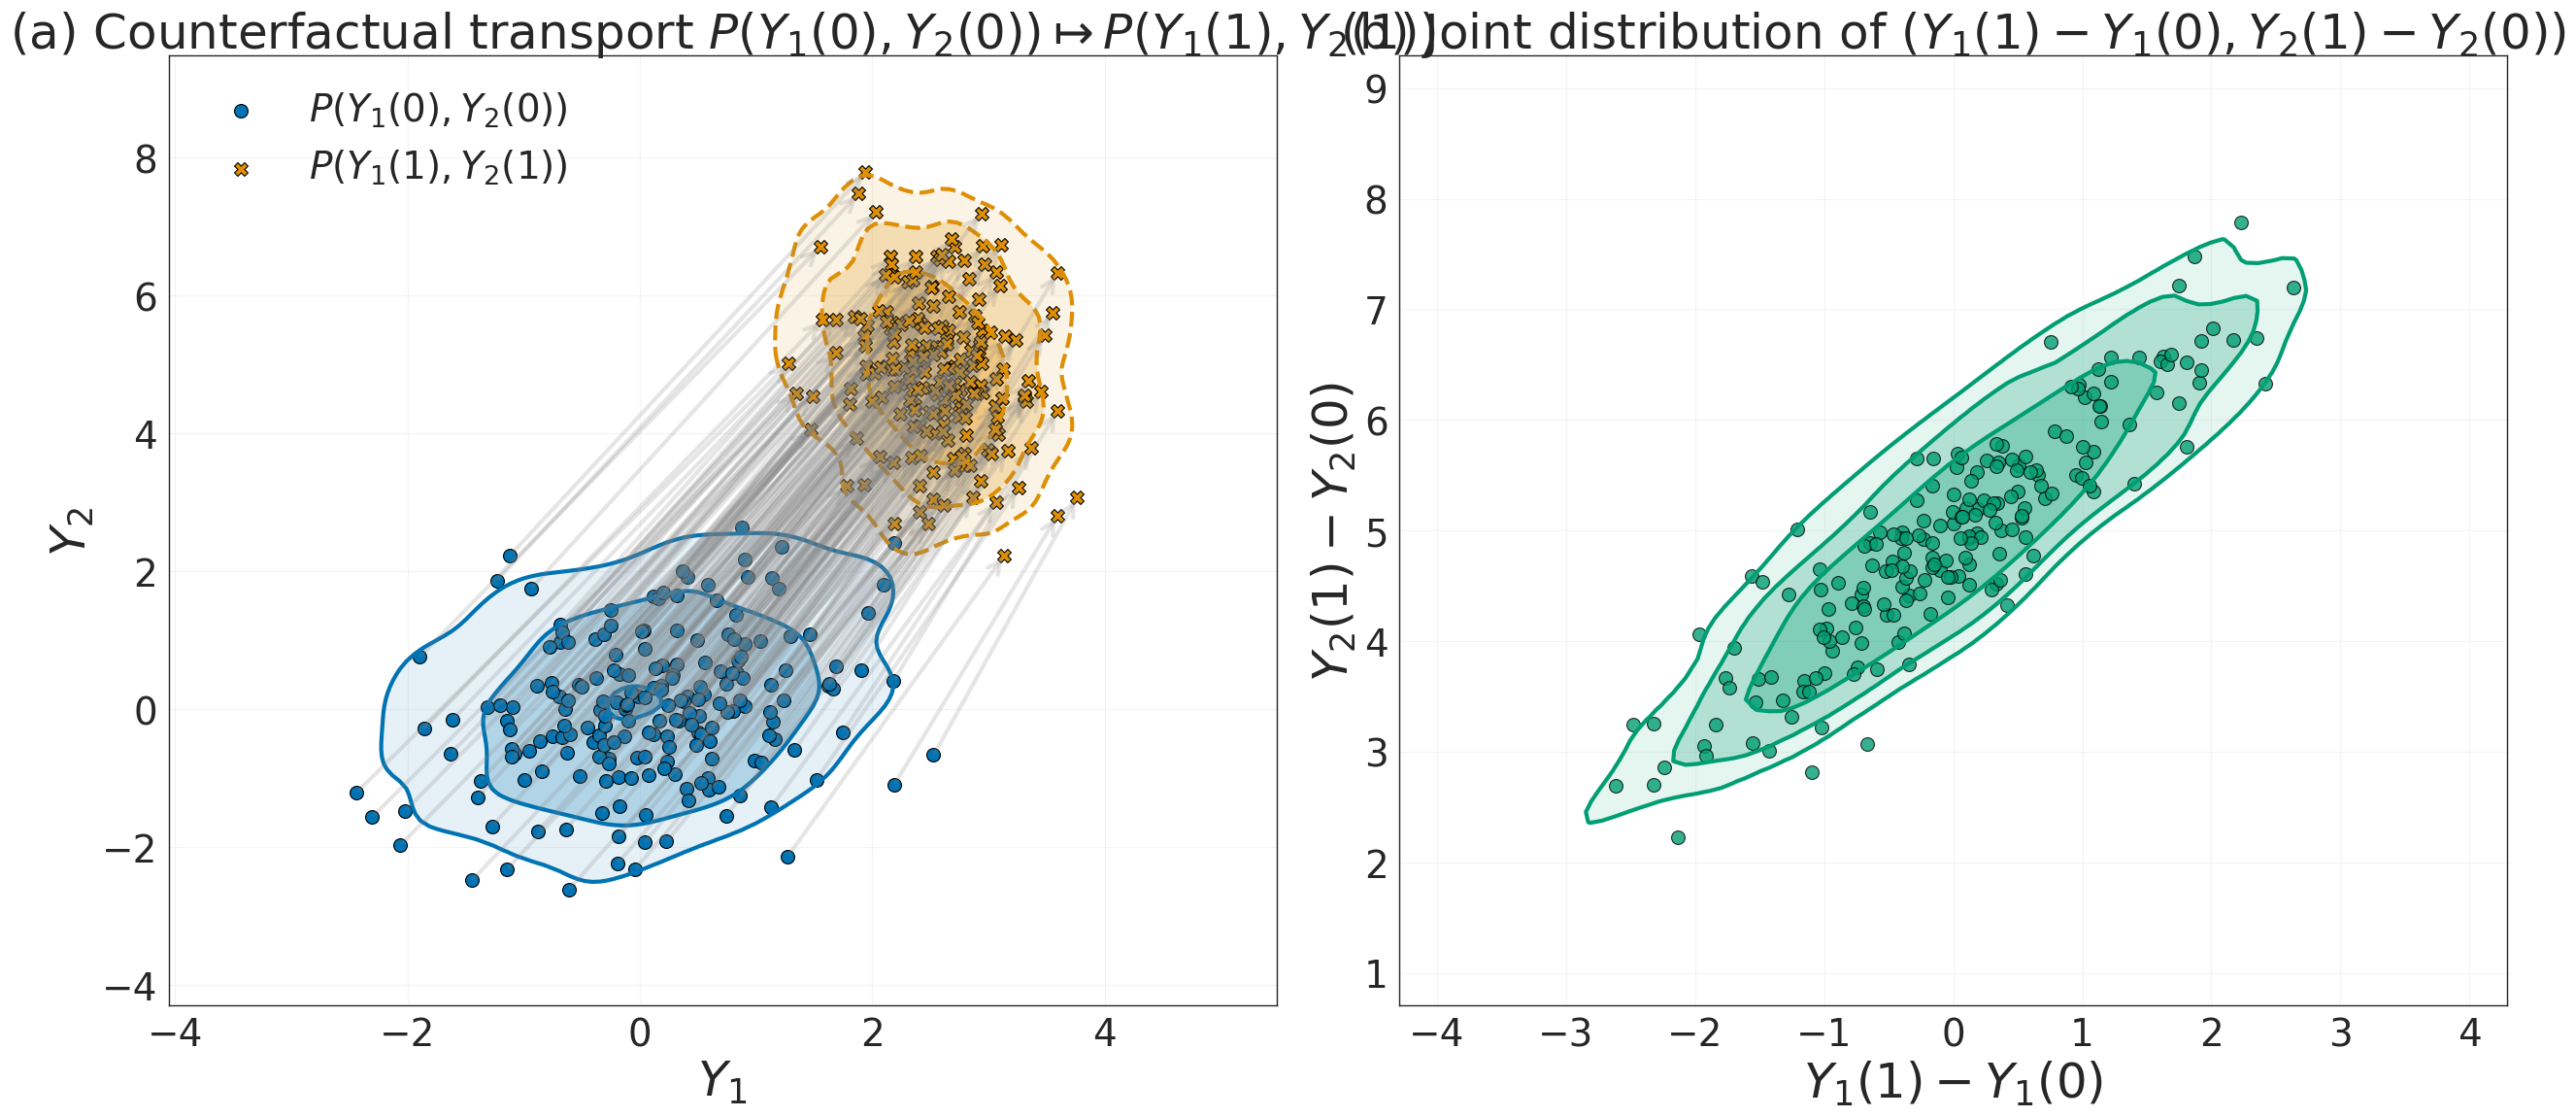 (a) Counterfactual transport P(Y₁(0), Y₂(0)) ↦ P(Y₁(1), Y₂(1))
P(Y₁(0), Y₂(0))
P(Y₁(1), Y₂(1))
8
6
4
2
0
−2
−4
Y₂
−4 −2 0 2 4
Y₁
(b) Joint distribution of (Y₁(1) − Y₁(0), Y₂(1) − Y₂(0))
9
8
7
6
5
4
3
2
1
Y₂(1) − Y₂(0)
−4 −3 −2 −1 0 1 2 3 4
Y₁(1) − Y₁(0)